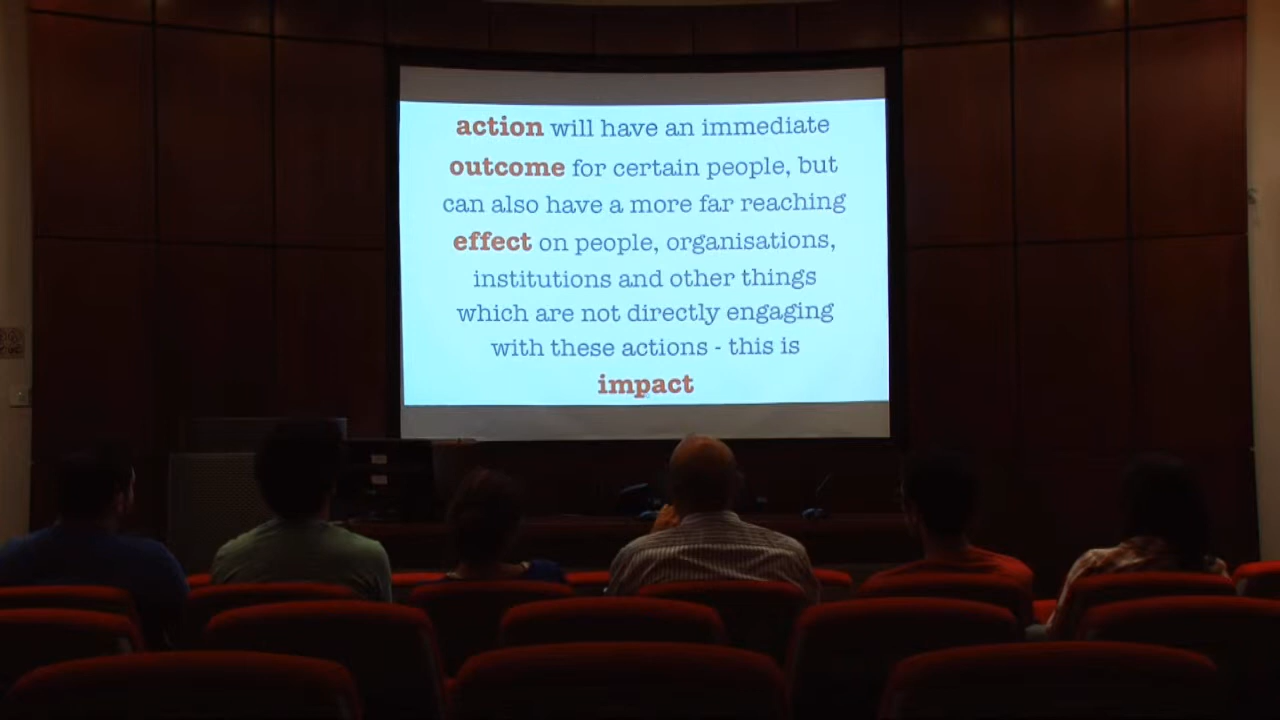 action will have an immediate
outcome for certain people, but
can also have a more far reaching
effect on people, organisations,
institutions and other things
which are not directly engaging
with these actions - this is
impact